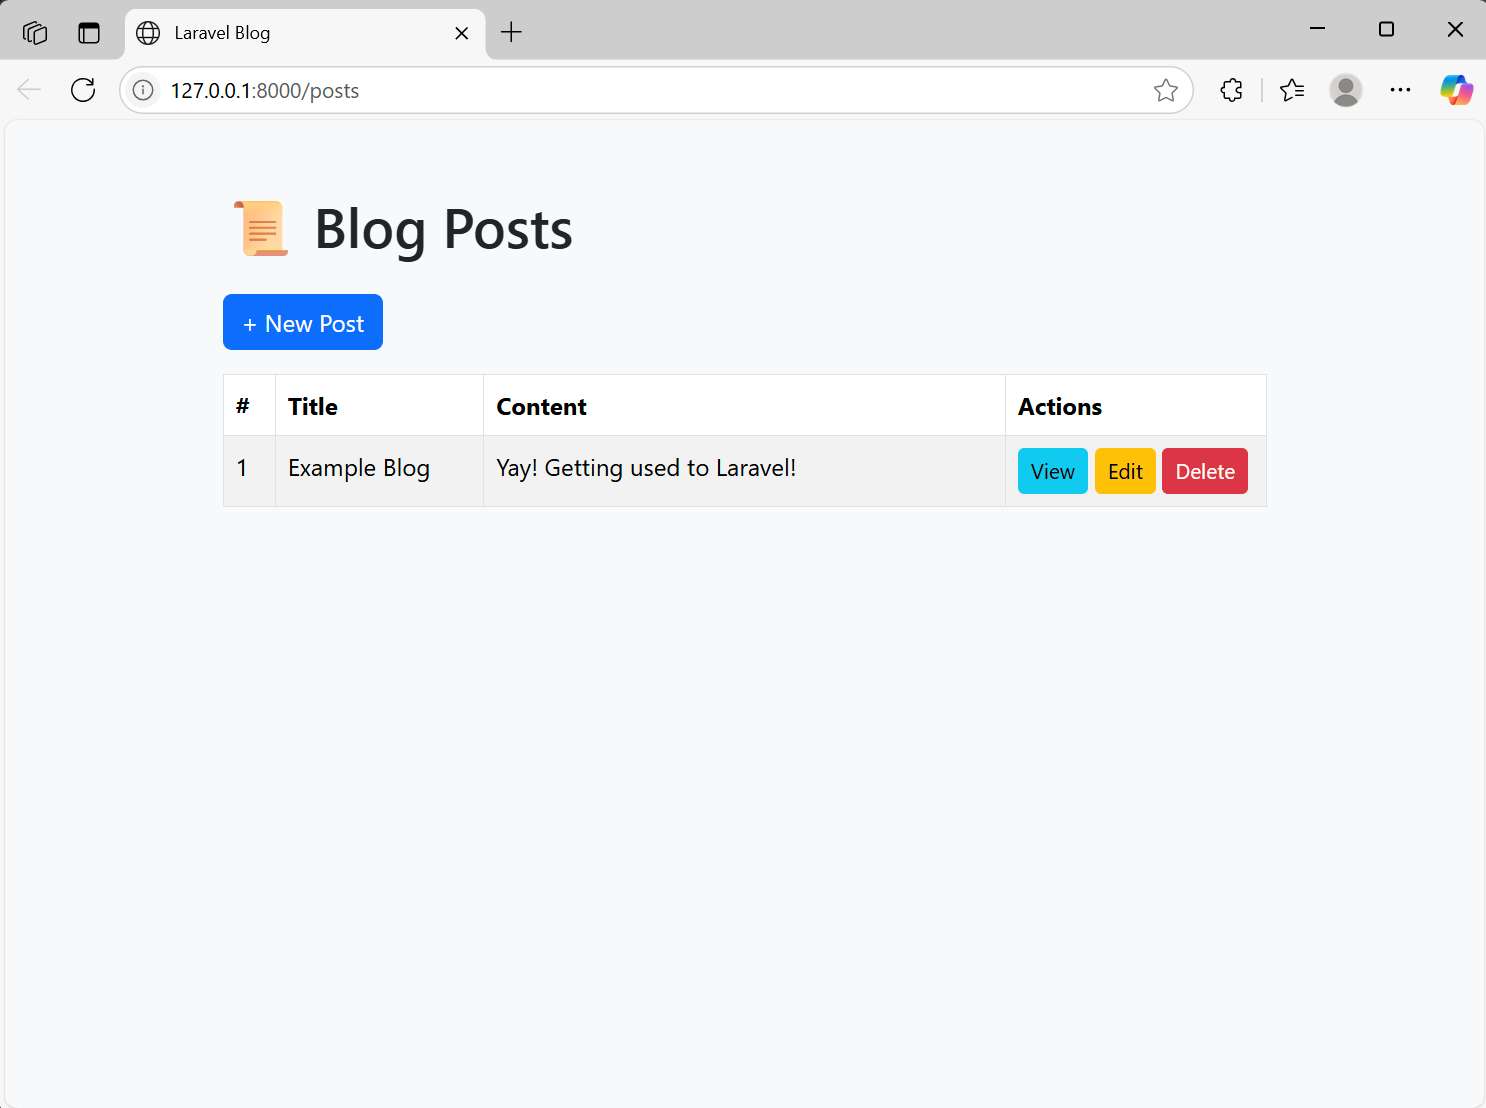 Laravel Blog
127.0.0.1:8000/posts
📜 Blog Posts
+ New Post
# Title Content Actions
1 Example Blog Yay! Getting used to Laravel! View Edit Delete